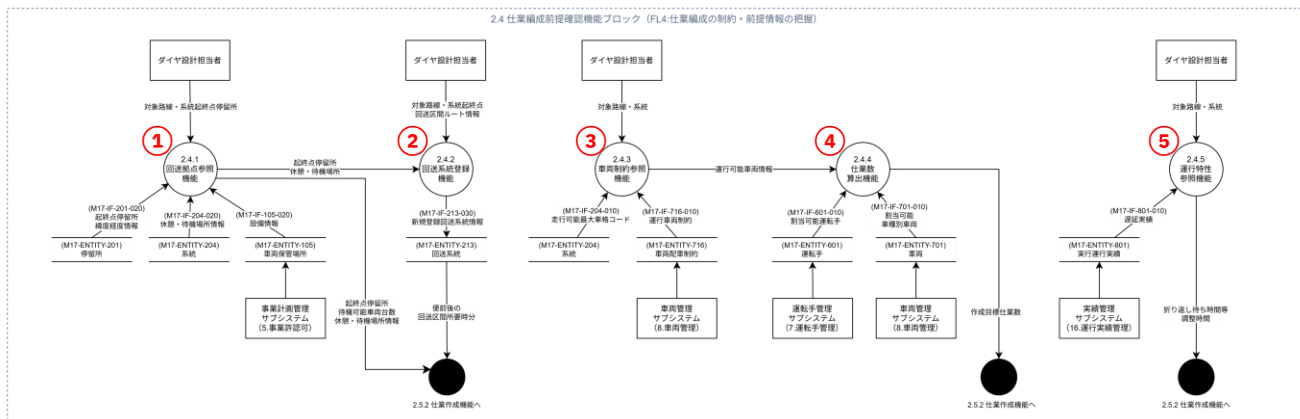 2.4 仕業編成前提確認機能ブロック（FL4:仕業編成の制約・前提情報の把握）
ダイヤ設計担当者
ダイヤ設計担当者
ダイヤ設計担当者
ダイヤ設計担当者
対象路線・系統起終点停留所
対象路線・系統起終点
回送区間ルート情報
対象路線・系統
対象路線・系統
1
2.4.1
回送拠点参照
機能
起終点停留所
休憩・待機場所
2
2.4.2
回送系統登録
機能
3
2.4.3
車両制約参照
機能
運行可能車両情報
4
2.4.4
仕業数
算出機能
5
2.4.5
運行特性
参照機能
(M17-IF-201-020)
起終点停留所
緯度経度情報
(M17-IF-204-020)
休憩・待機場所情報
(M17-IF-105-020)
設備情報
(M17-IF-213-030)
新規登録回送系統情報
(M17-IF-204-010)
走行可能最大車格コード
(M17-IF-716-010)
運行車両制約
(M17-IF-601-010)
割当可能運転手
(M17-IF-701-010)
割当可能
車種別車両
(M17-IF-801-010)
遅延実績
(M17-ENTITY-201)
停留所
(M17-ENTITY-204)
系統
(M17-ENTITY-105)
車両保管場所
(M17-ENTITY-213)
回送系統
(M17-ENTITY-204)
系統
(M17-ENTITY-716)
車両配車制約
(M17-ENTITY-601)
運転手
(M17-ENTITY-701)
車両
(M17-ENTITY-801)
実行運行実績
事業計画管理
サブシステム
（5.事業許認可）
起終点停留所
待機可能車両台数
休憩・待機場所情報
便前後の
回送区間所要時分
車両管理
サブシステム
（8.車両管理）
運転手管理
サブシステム
（7.運転手管理）
車両管理
サブシステム
（8.車両管理）
作成目標仕業数
実績管理
サブシステム
（16.運行実績管理）
折り返し待ち時間等
調整時間
2.5.2 仕業作成機能へ
2.5.2 仕業作成機能へ
2.5.2 仕業作成機能へ